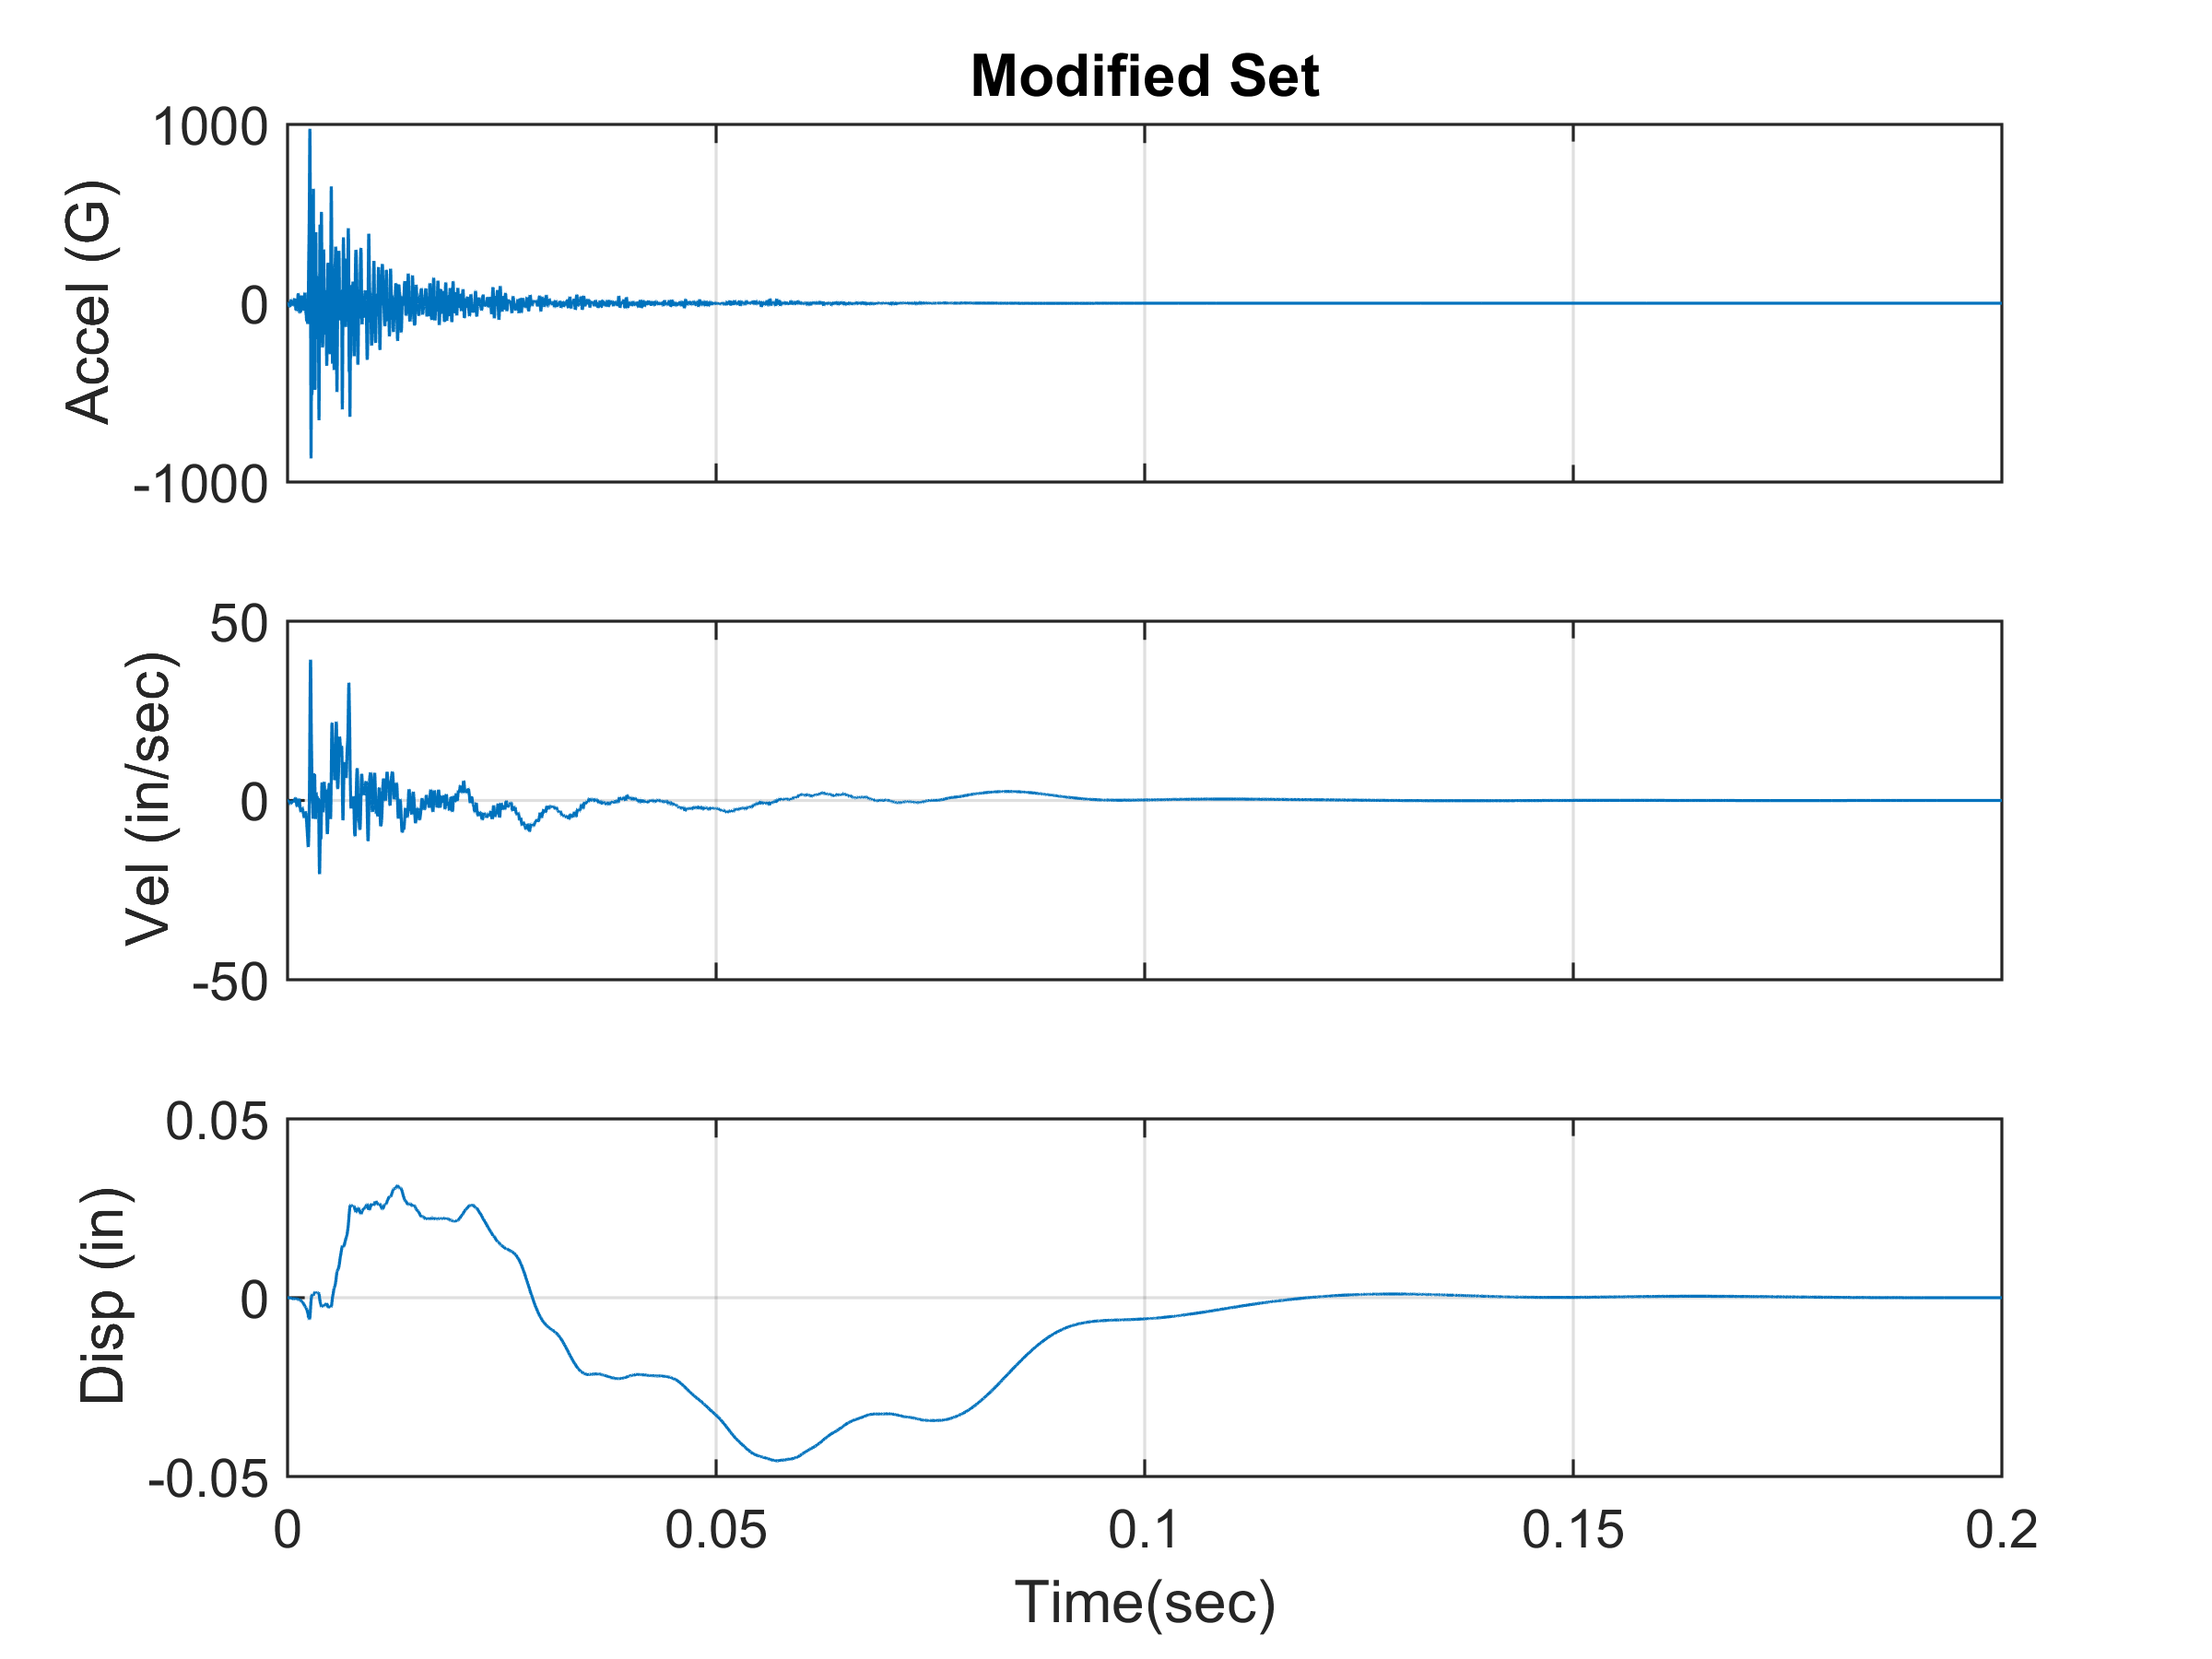 Modified Set
1000
0
-1000
Accel (G)
50
0
-50
Vel (in/sec)
0.05
0
-0.05
Disp (in)
0 0.05 0.1 0.15 0.2
Time(sec)